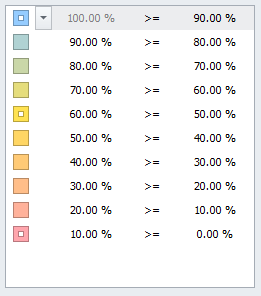 100.00 % >= 90.00 %
90.00 % >= 80.00 %
80.00 % >= 70.00 %
70.00 % >= 60.00 %
60.00 % >= 50.00 %
50.00 % >= 40.00 %
40.00 % >= 30.00 %
30.00 % >= 20.00 %
20.00 % >= 10.00 %
10.00 % >= 0.00 %